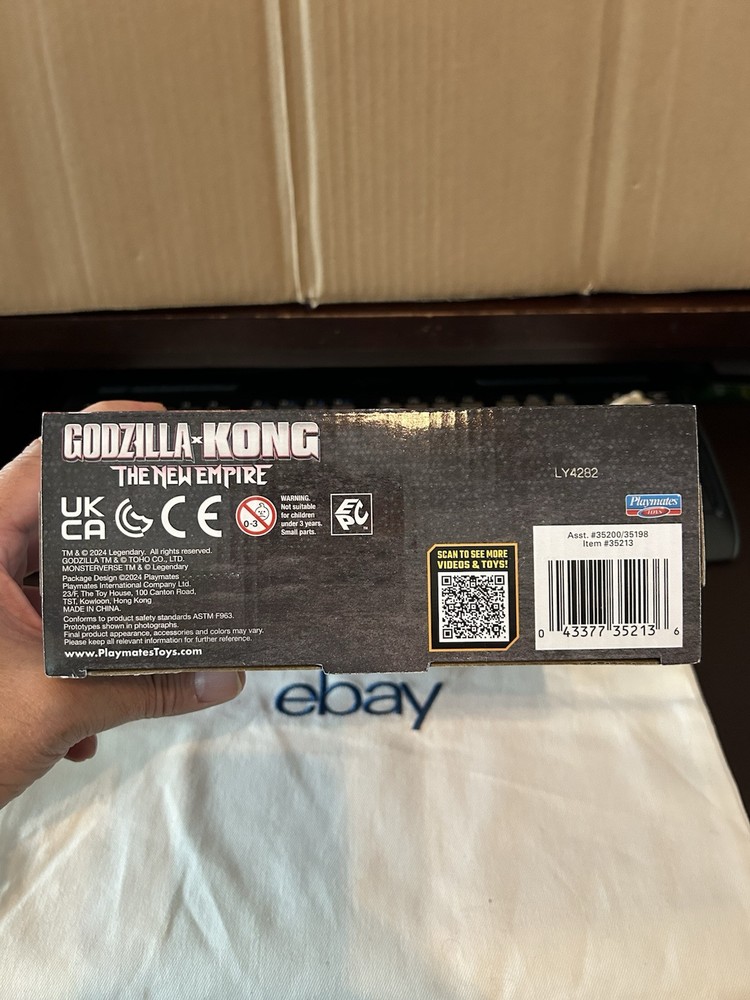 GODZILLA x KONG
THE NEW EMPIRE
LY4282
UK
CA
CE
0-3
WARNING.
Not suitable
for children
under 3 years.
Small parts.
EPC
™
Playmates
TOYS
TM & © 2024 Legendary. All rights reserved.
GODZILLA TM & © TOHO CO., LTD.
MONSTERVERSE TM & © Legendary
Package Design ©2024 Playmates
Playmates International Company Ltd.
23/F, The Toy House, 100 Canton Road,
TST, Kowloon, Hong Kong
MADE IN CHINA.
Conforms to product safety standards ASTM F963.
Prototypes shown in photographs.
Final product appearance, accessories and colors may vary.
Please keep all relevant information for further reference.
www.PlaymatesToys.com
SCAN TO SEE MORE
VIDEOS & TOYS!
Asst. #35200/35198
Item #35213
0 43377 35213 6
ebay